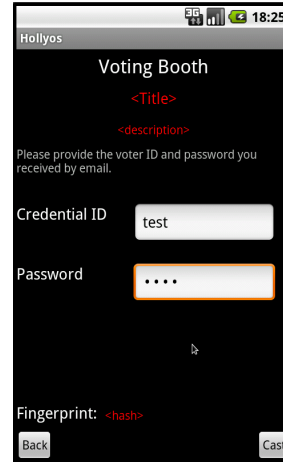 3G 18:25
Hollyos
Voting Booth
<Title>
<description>
Please provide the voter ID and password you
received by email.
Credential ID test
Password ••••
Fingerprint: <hash>
Back Cast